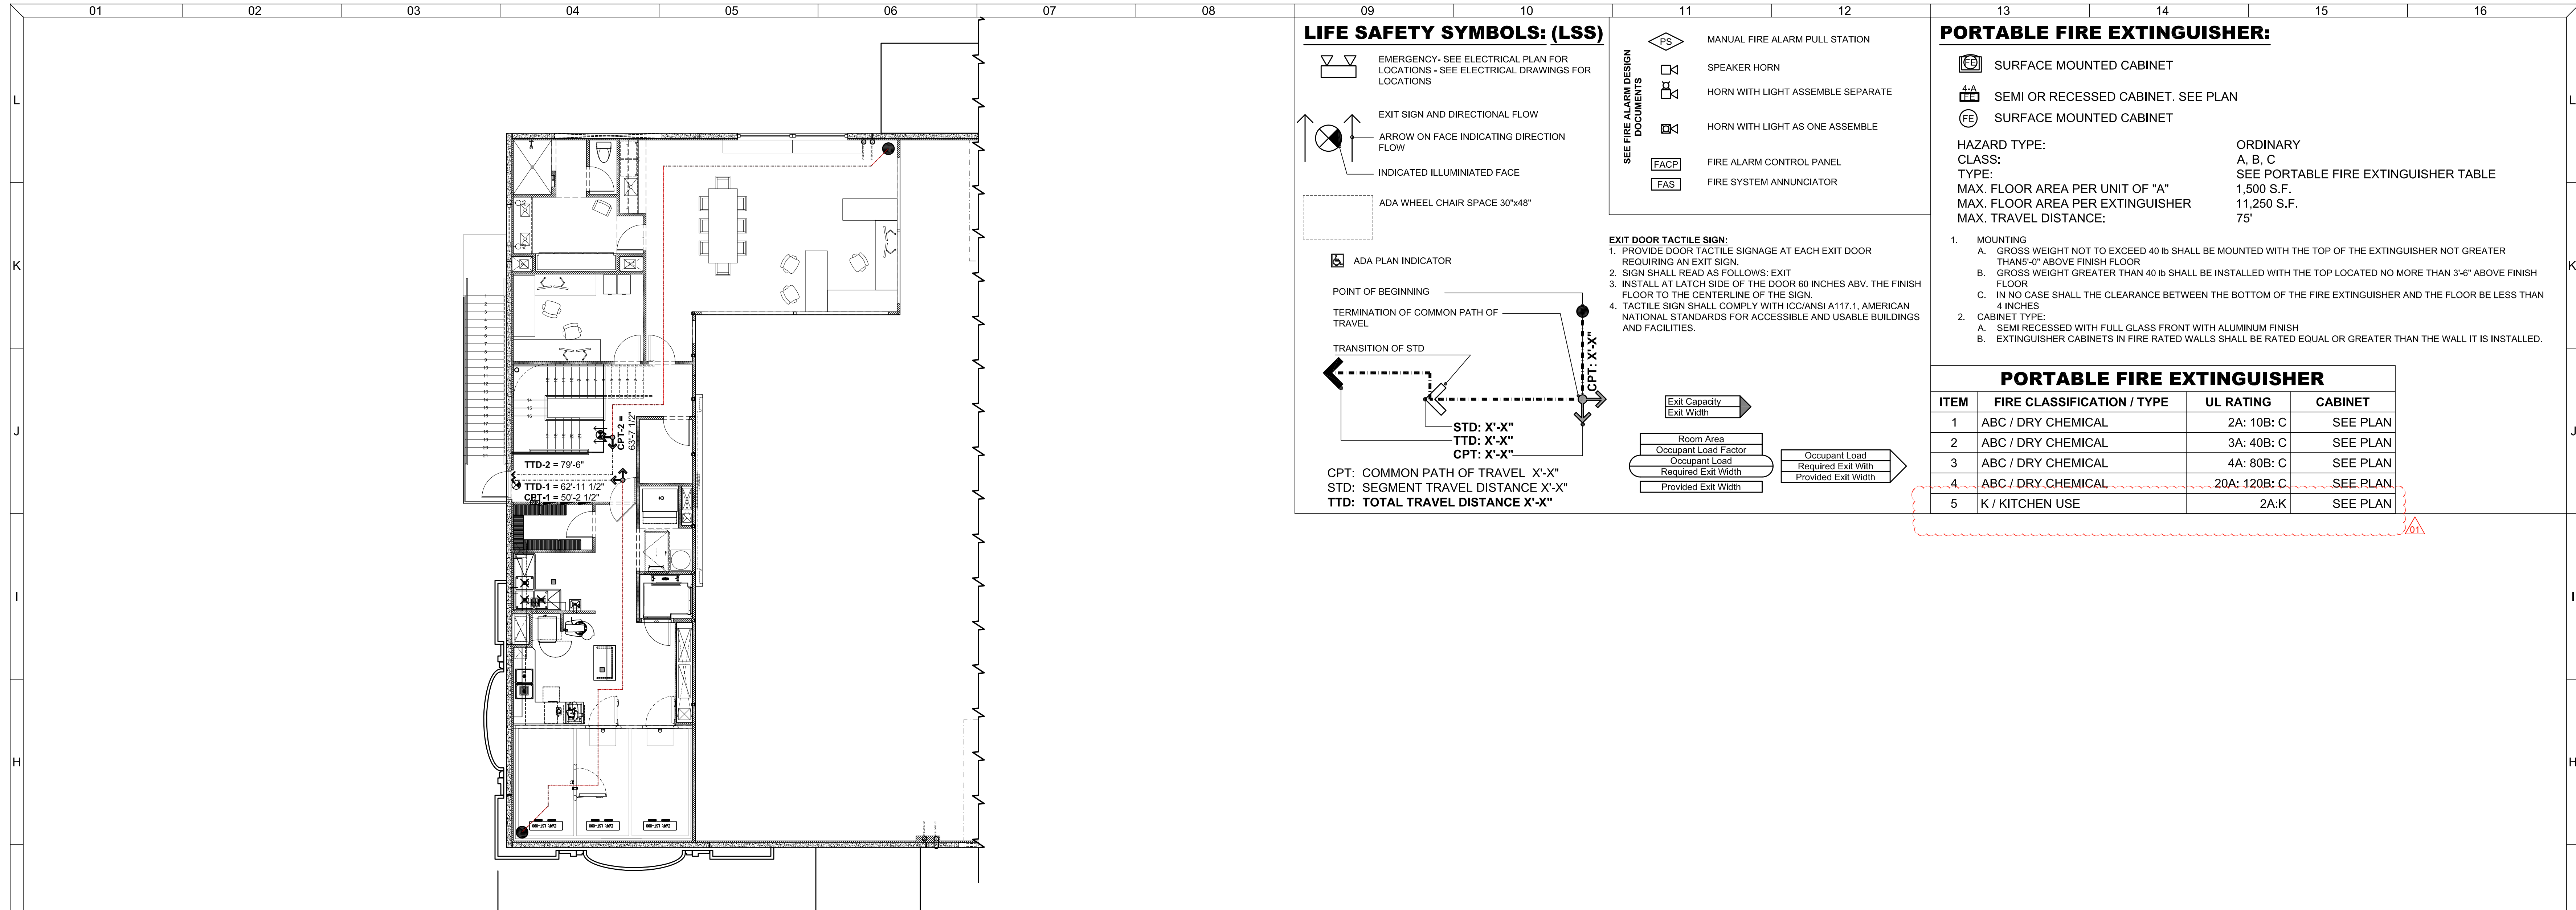 01 02 03 04 05 06 07 08 09 10 11 12 13 14 15 16
L
K
J
I
H
L
K
J
I
H
TTD-2 = 79'-6"
TTD-1 = 62'-11 1/2"
CPT-1 = 50'-2 1/2"
CPT-2 =
63'-7 1/2"
LIFE SAFETY SYMBOLS: (LSS)
EMERGENCY- SEE ELECTRICAL PLAN FOR
LOCATIONS - SEE ELECTRICAL DRAWINGS FOR
LOCATIONS
EXIT SIGN AND DIRECTIONAL FLOW
ARROW ON FACE INDICATING DIRECTION
FLOW
INDICATED ILLUMINIATED FACE
ADA WHEEL CHAIR SPACE 30"x48"
ADA PLAN INDICATOR
POINT OF BEGINNING
TERMINATION OF COMMON PATH OF
TRAVEL
TRANSITION OF STD
CPT: X'-X"
STD: X'-X"
TTD: X'-X"
CPT: X'-X"
CPT: COMMON PATH OF TRAVEL X'-X"
STD: SEGMENT TRAVEL DISTANCE X'-X"
TTD: TOTAL TRAVEL DISTANCE X'-X"
SEE FIRE ALARM DESIGN
DOCUMENTS
PS MANUAL FIRE ALARM PULL STATION
SPEAKER HORN
HORN WITH LIGHT ASSEMBLE SEPARATE
HORN WITH LIGHT AS ONE ASSEMBLE
FACP FIRE ALARM CONTROL PANEL
FAS FIRE SYSTEM ANNUNCIATOR
EXIT DOOR TACTILE SIGN:
1. PROVIDE DOOR TACTILE SIGNAGE AT EACH EXIT DOOR
REQUIRING AN EXIT SIGN.
2. SIGN SHALL READ AS FOLLOWS: EXIT
3. INSTALL AT LATCH SIDE OF THE DOOR 60 INCHES ABV. THE FINISH
FLOOR TO THE CENTERLINE OF THE SIGN.
4. TACTILE SIGN SHALL COMPLY WITH ICC/ANSI A117.1, AMERICAN
NATIONAL STANDARDS FOR ACCESSIBLE AND USABLE BUILDINGS
AND FACILITIES.
Exit Capacity
Exit Width
Room Area
Occupant Load Factor
Occupant Load
Required Exit Width
Provided Exit Width
Occupant Load
Required Exit With
Provided Exit Width
PORTABLE FIRE EXTINGUISHER:
FE SURFACE MOUNTED CABINET
4-A
FE SEMI OR RECESSED CABINET. SEE PLAN
FE SURFACE MOUNTED CABINET
HAZARD TYPE: ORDINARY
CLASS: A, B, C
TYPE: SEE PORTABLE FIRE EXTINGUISHER TABLE
MAX. FLOOR AREA PER UNIT OF "A" 1,500 S.F.
MAX. FLOOR AREA PER EXTINGUISHER 11,250 S.F.
MAX. TRAVEL DISTANCE: 75'
1. MOUNTING
A. GROSS WEIGHT NOT TO EXCEED 40 lb SHALL BE MOUNTED WITH THE TOP OF THE EXTINGUISHER NOT GREATER
THAN5'-0" ABOVE FINISH FLOOR
B. GROSS WEIGHT GREATER THAN 40 lb SHALL BE INSTALLED WITH THE TOP LOCATED NO MORE THAN 3'-6" ABOVE FINISH
FLOOR
C. IN NO CASE SHALL THE CLEARANCE BETWEEN THE BOTTOM OF THE FIRE EXTINGUISHER AND THE FLOOR BE LESS THAN
4 INCHES
2. CABINET TYPE:
A. SEMI RECESSED WITH FULL GLASS FRONT WITH ALUMINUM FINISH
B. EXTINGUISHER CABINETS IN FIRE RATED WALLS SHALL BE RATED EQUAL OR GREATER THAN THE WALL IT IS INSTALLED.
PORTABLE FIRE EXTINGUISHER
ITEM FIRE CLASSIFICATION / TYPE UL RATING CABINET
1 ABC / DRY CHEMICAL 2A: 10B: C SEE PLAN
2 ABC / DRY CHEMICAL 3A: 40B: C SEE PLAN
3 ABC / DRY CHEMICAL 4A: 80B: C SEE PLAN
4 ABC / DRY CHEMICAL 20A: 120B: C SEE PLAN
5 K / KITCHEN USE 2A:K SEE PLAN
01